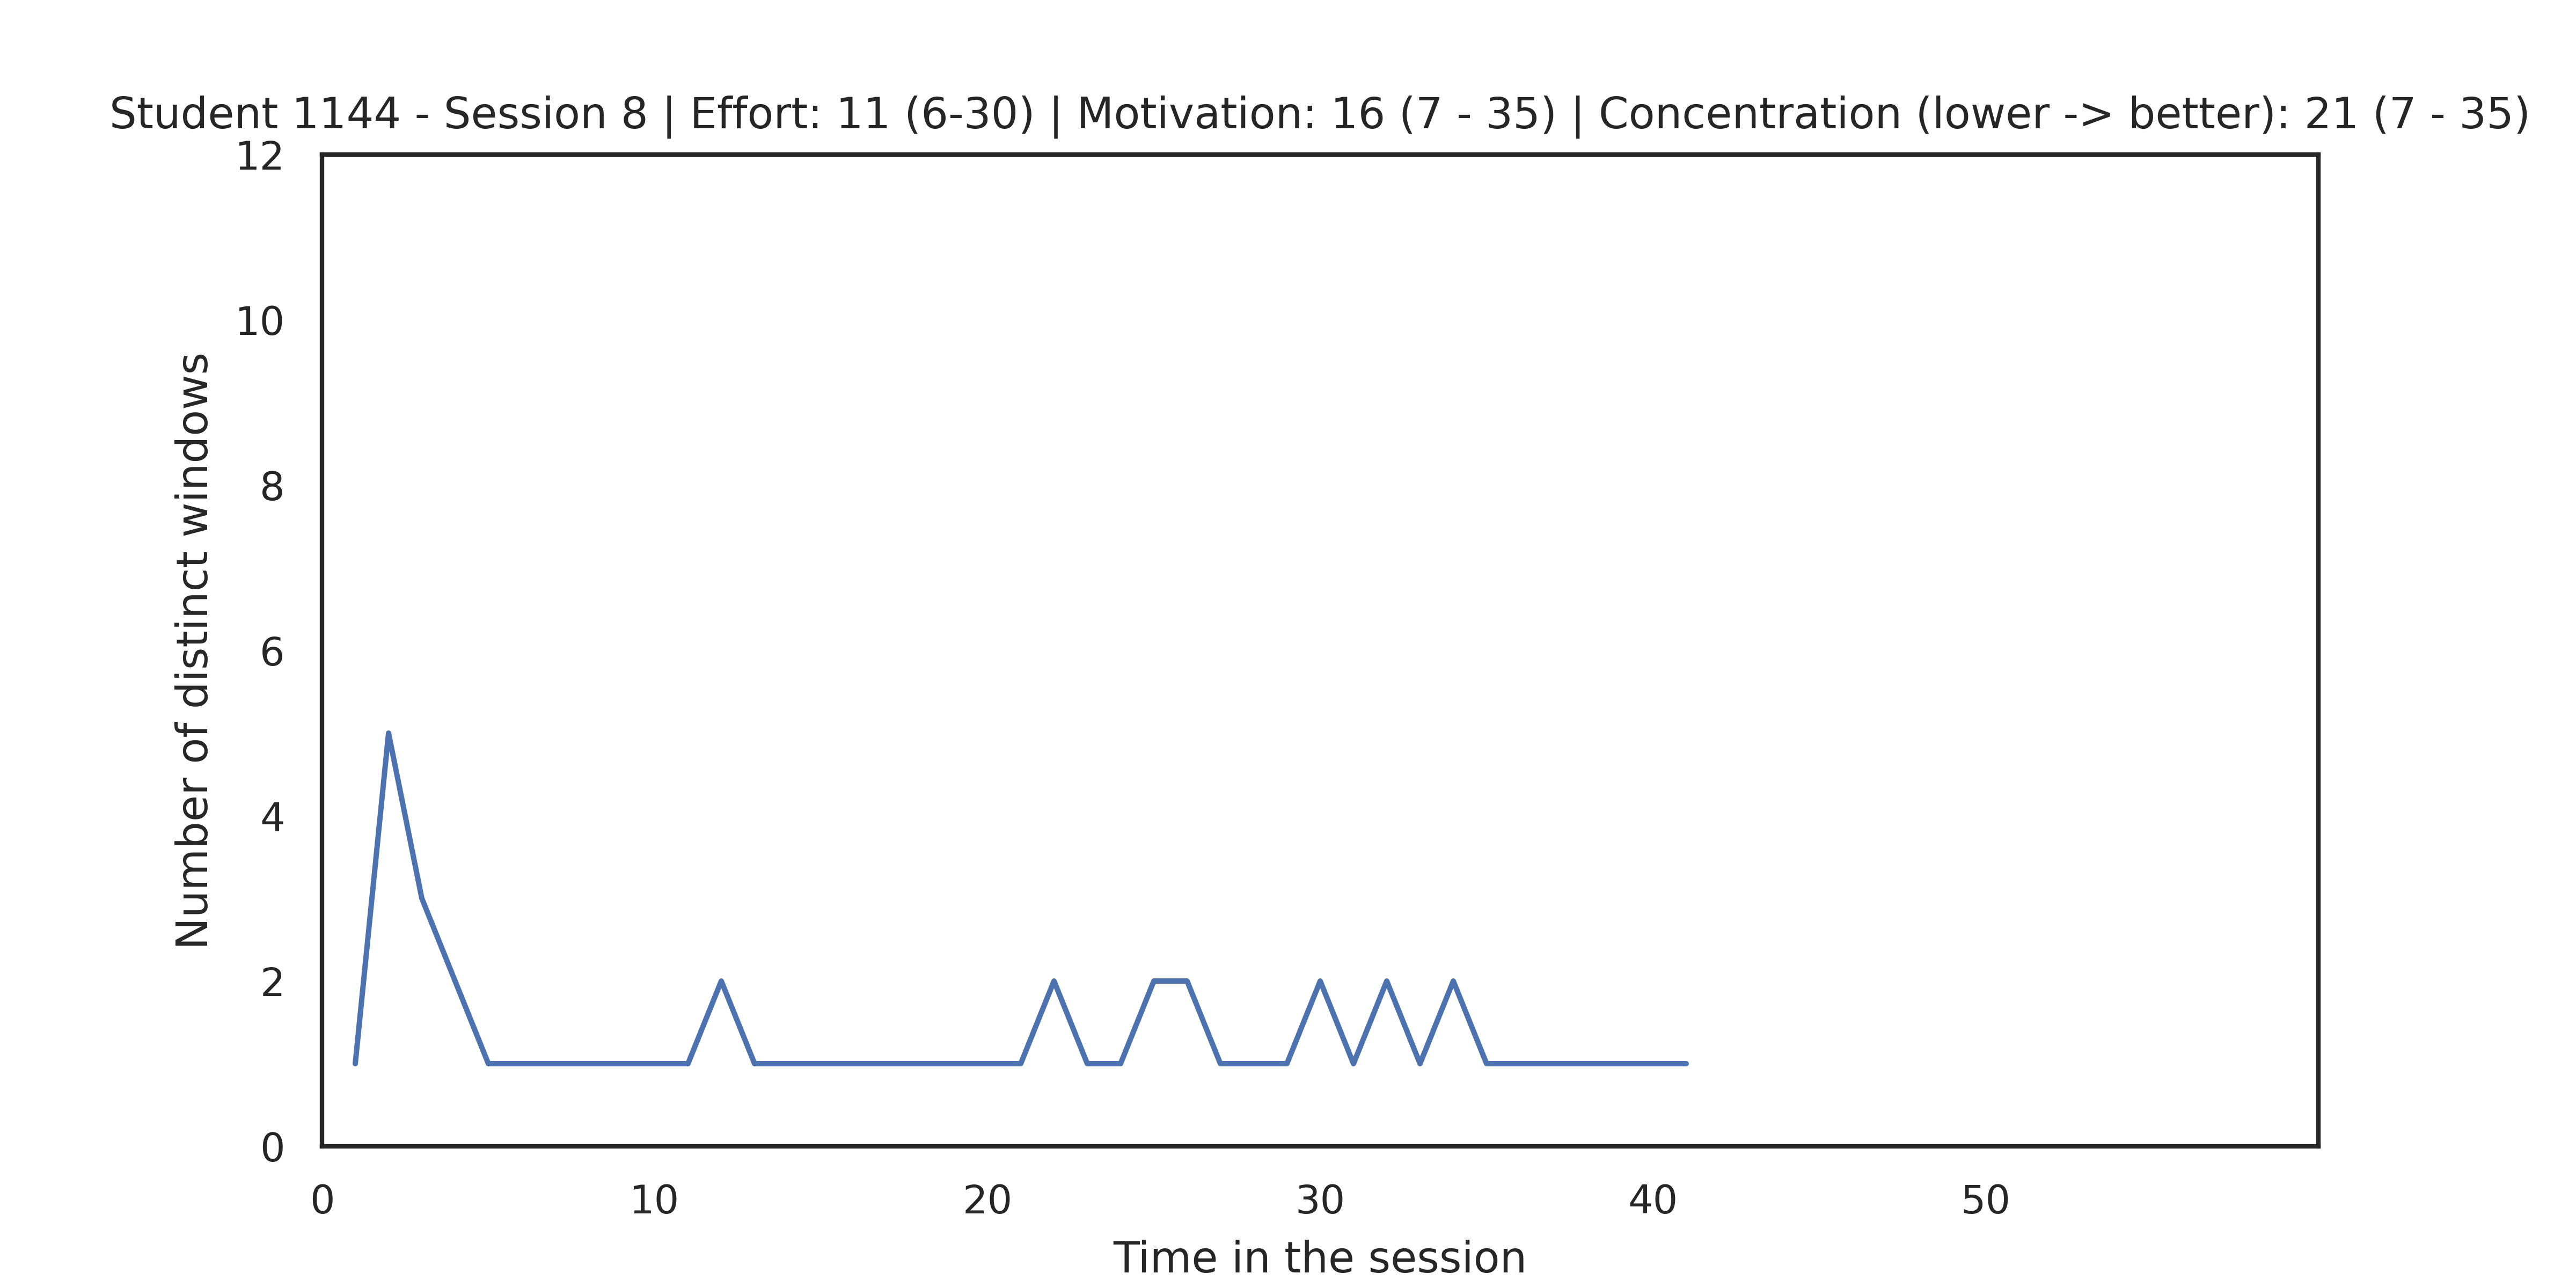 Student 1144 - Session 8 | Effort: 11 (6-30) | Motivation: 16 (7 - 35) | Concentration (lower -> better): 21 (7 - 35)
12
10
8
6
4
2
0
Number of distinct windows
0 10 20 30 40 50
Time in the session